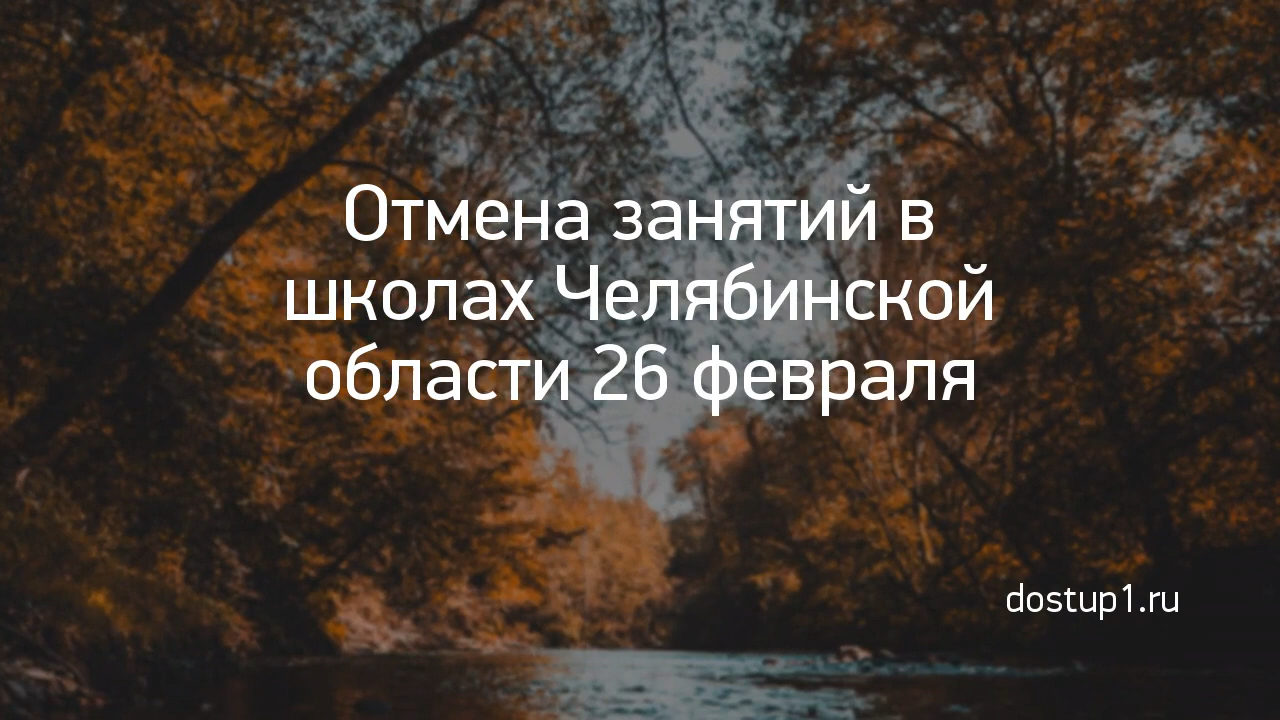 Отмена занятий в
школах Челябинской
области 26 февраля
dostup1.ru